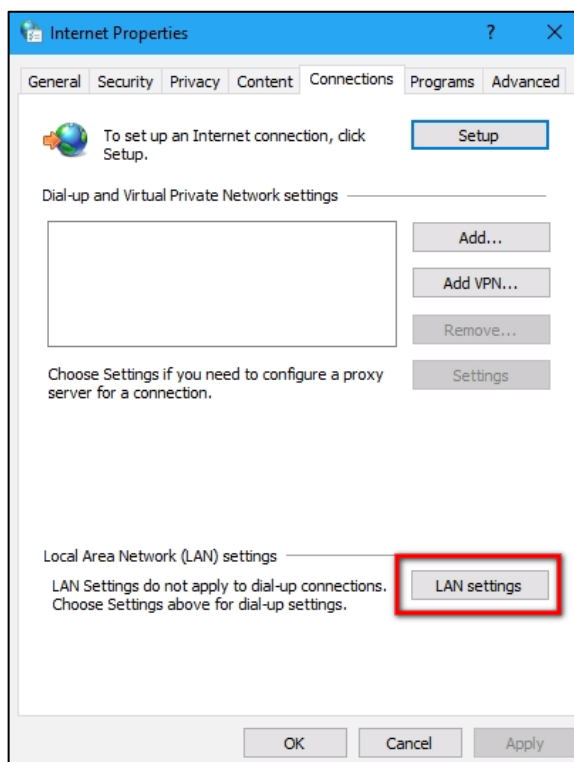 Internet Properties
?
General Security Privacy Content Connections Programs Advanced
To set up an Internet connection, click
Setup.
Setup
Dial-up and Virtual Private Network settings
Add...
Add VPN...
Remove...
Choose Settings if you need to configure a proxy
server for a connection.
Settings
Local Area Network (LAN) settings
LAN Settings do not apply to dial-up connections.
Choose Settings above for dial-up settings.
LAN settings
OK Cancel Apply